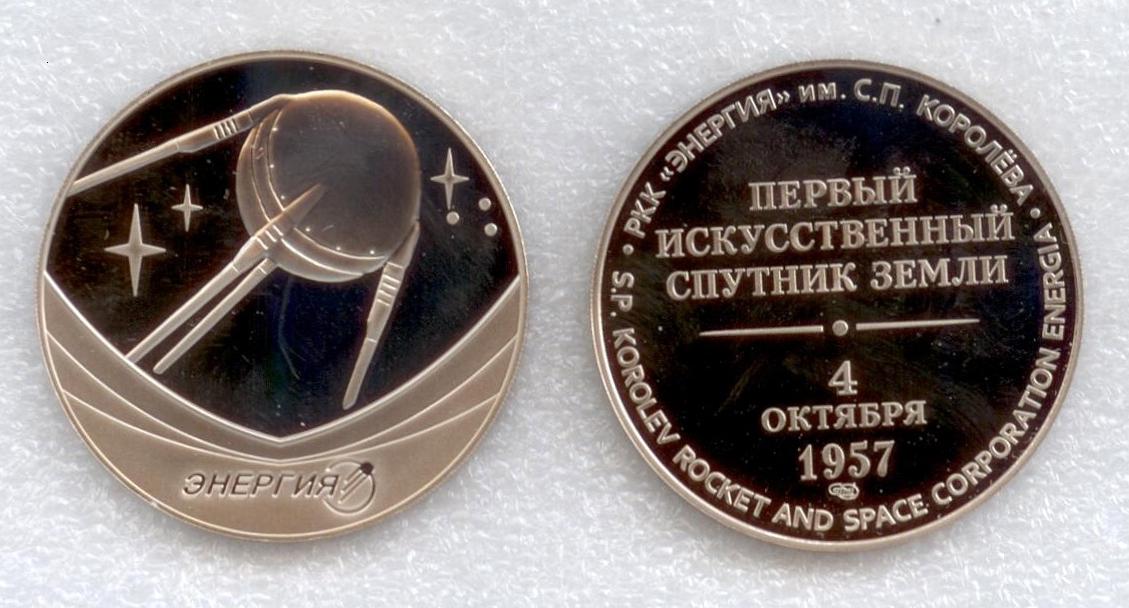 ЭНЕРГИЯ
• РКК «ЭНЕРГИЯ» им. С.П. КОРОЛЁВА •
ПЕРВЫЙ
ИСКУССТВЕННЫЙ
СПУТНИК ЗЕМЛИ
4
ОКТЯБРЯ
1957
S.P. KOROLEV ROCKET AND SPACE CORPORATION ENERGIA